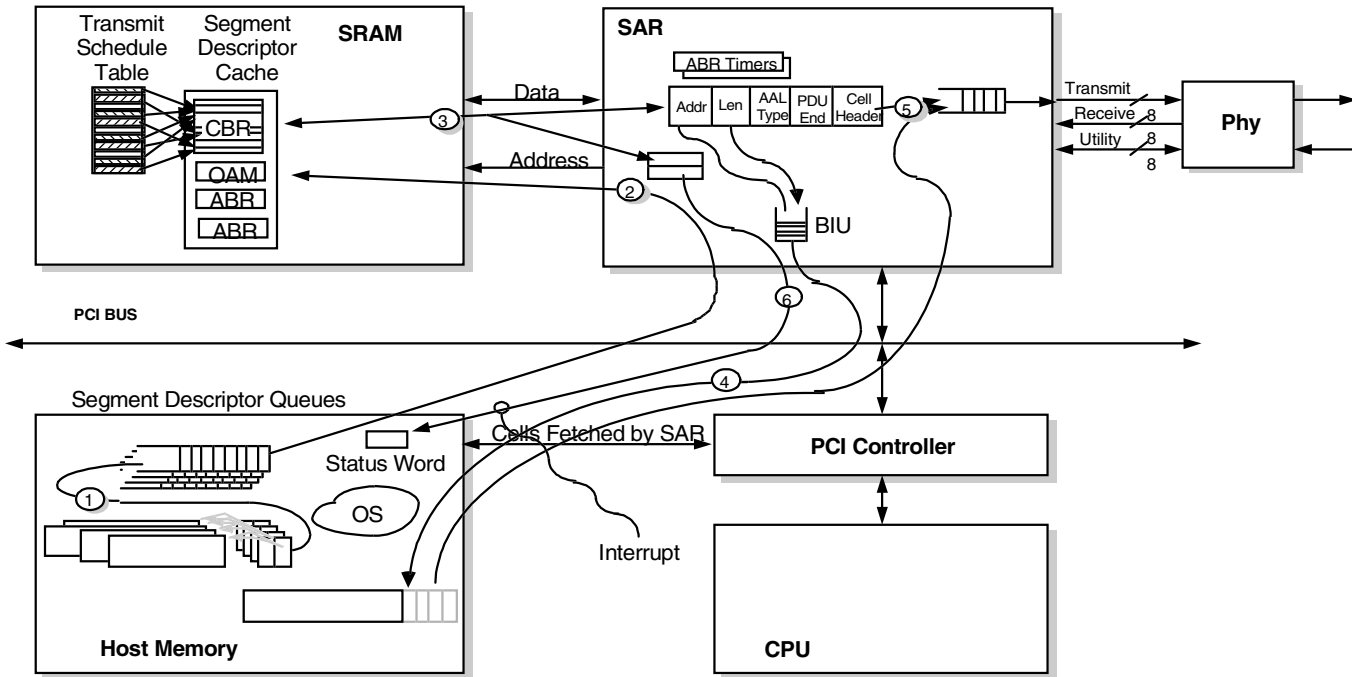 Transmit
Schedule
Table
Segment
Descriptor
Cache
SRAM
CBR
OAM
ABR
ABR
3
Data
Address
2
SAR
ABR Timers
Addr
Len
AAL
Type
PDU
End
Cell
Header
5
BIU
6
Transmit
Receive
8
Utility
8
8
Phy
PCI BUS
4
Segment Descriptor Queues
Status Word
Cells Fetched by SAR
1
OS
Interrupt
Host Memory
PCI Controller
CPU